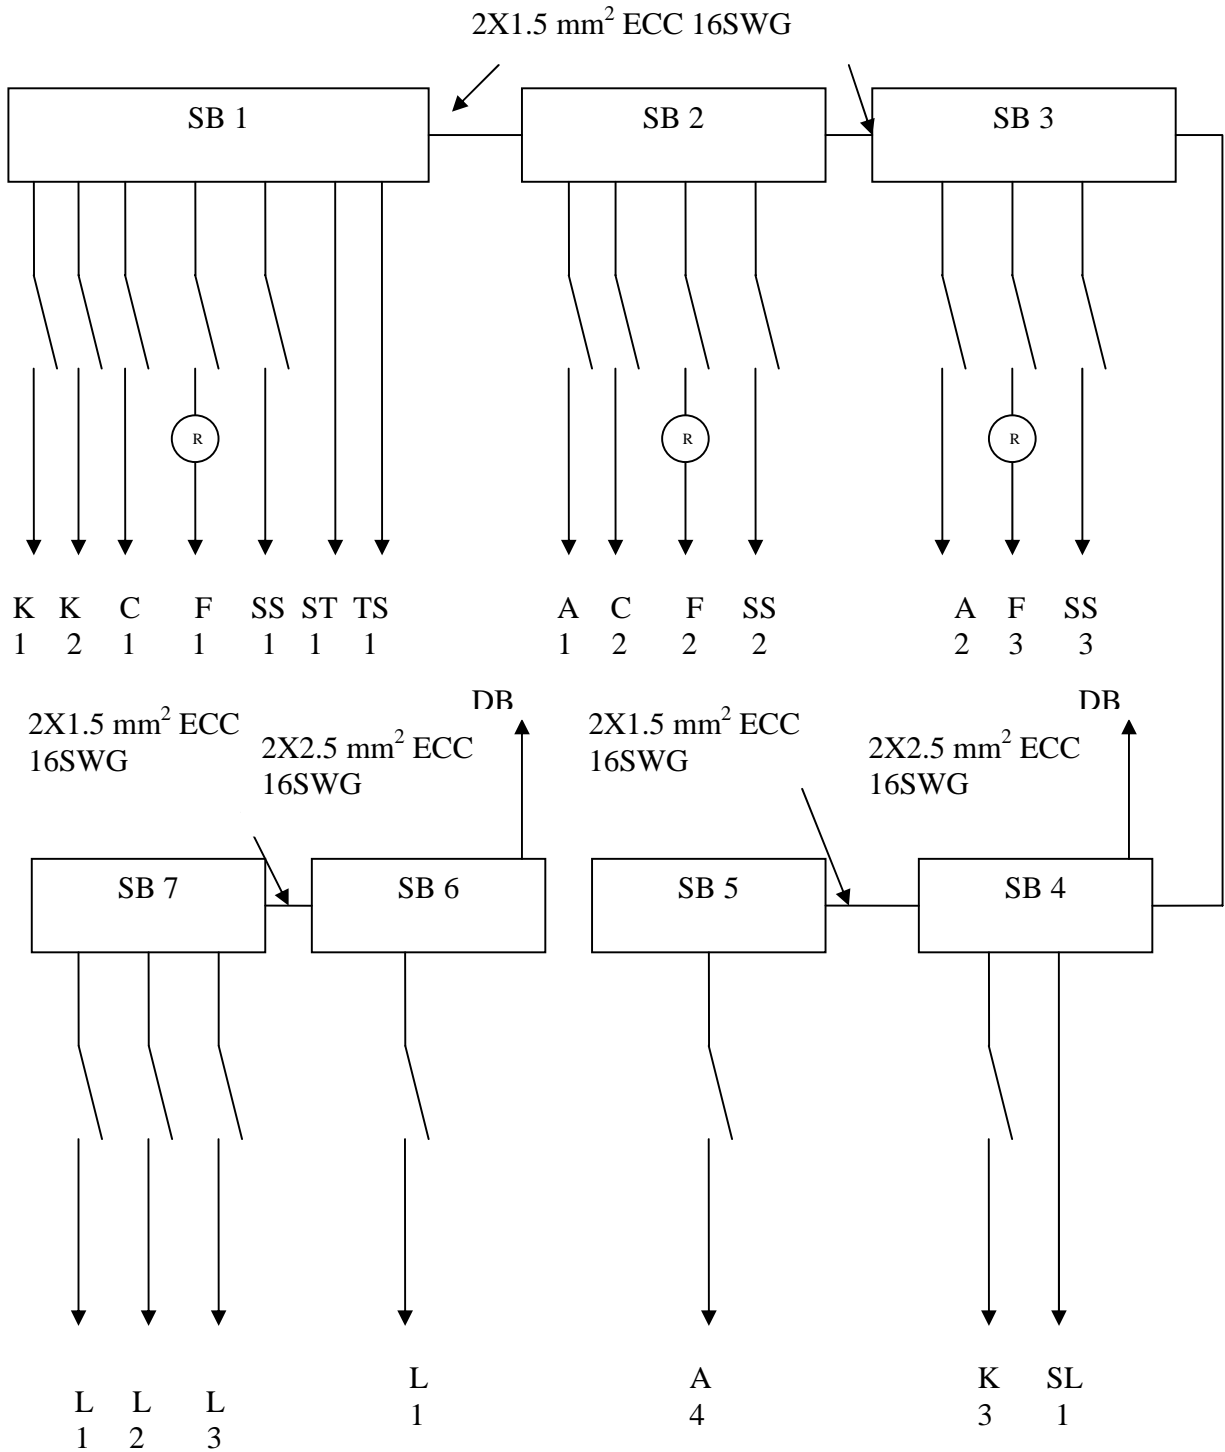 2X1.5 mm² ECC 16SWG
SB 1
SB 2
SB 3
R
R
R
K K C F SS ST TS
1 2 1 1 1 1 1
A C F SS
1 2 2 2
A F SS
2 3 3
DB
DB
2X1.5 mm² ECC
16SWG
2X2.5 mm² ECC
16SWG
2X1.5 mm² ECC
16SWG
2X2.5 mm² ECC
16SWG
SB 7
SB 6
SB 5
SB 4
L L L
1 2 3
L
1
A
4
K SL
3 1